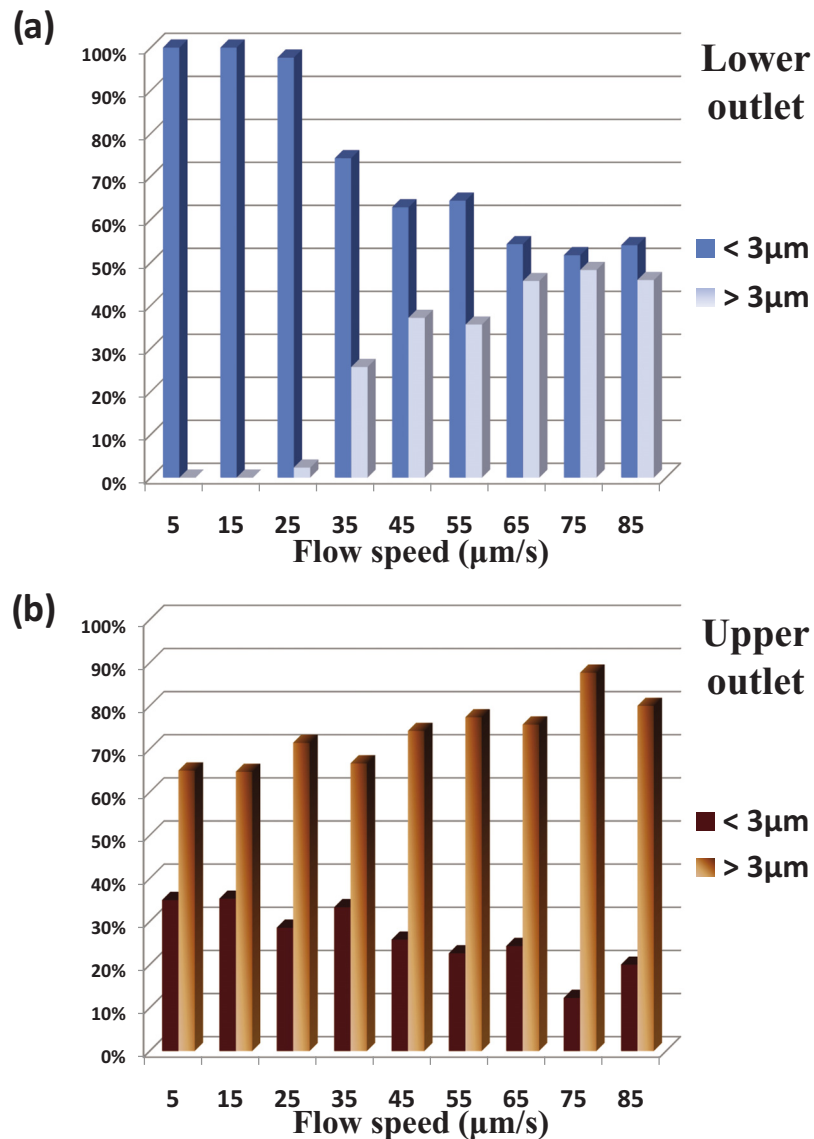 (a)
Lower
outlet
100%
90%
80%
70%
60%
50%
40%
30%
20%
10%
0%
< 3µm
> 3µm
5 15 25 35 45 55 65 75 85
Flow speed (µm/s)
(b)
Upper
outlet
100%
90%
80%
70%
60%
50%
40%
30%
20%
10%
0%
< 3µm
> 3µm
5 15 25 35 45 55 65 75 85
Flow speed (µm/s)